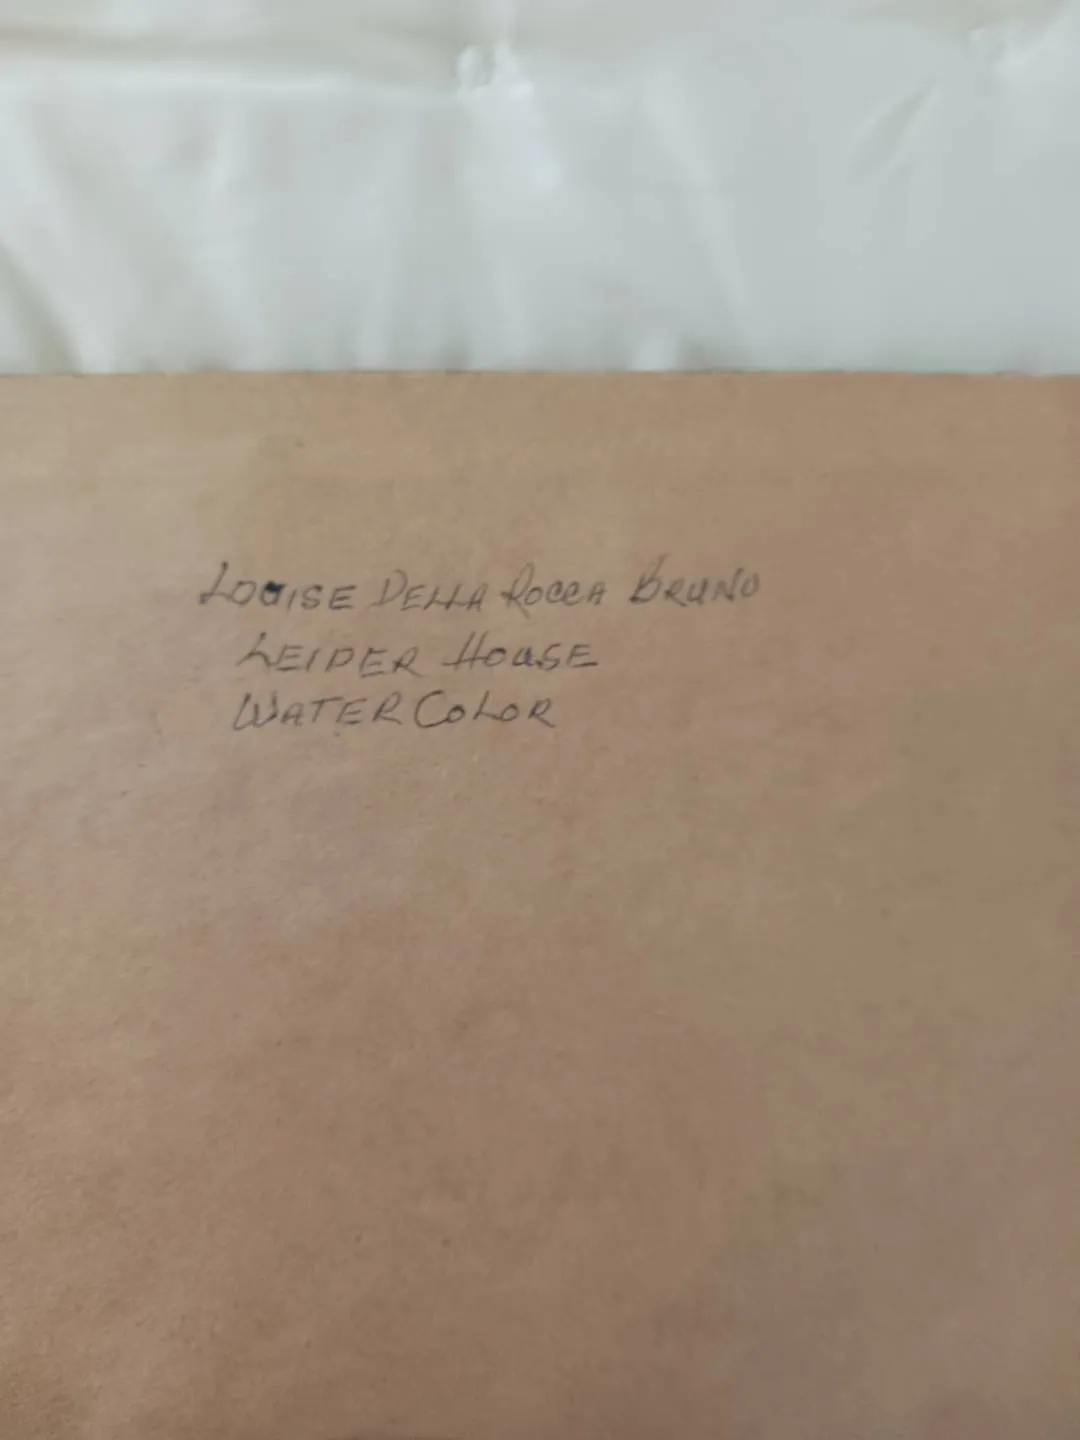 LOUISE DELLA ROCCA BRUNO
LEIPER HOUSE
WATER COLOR